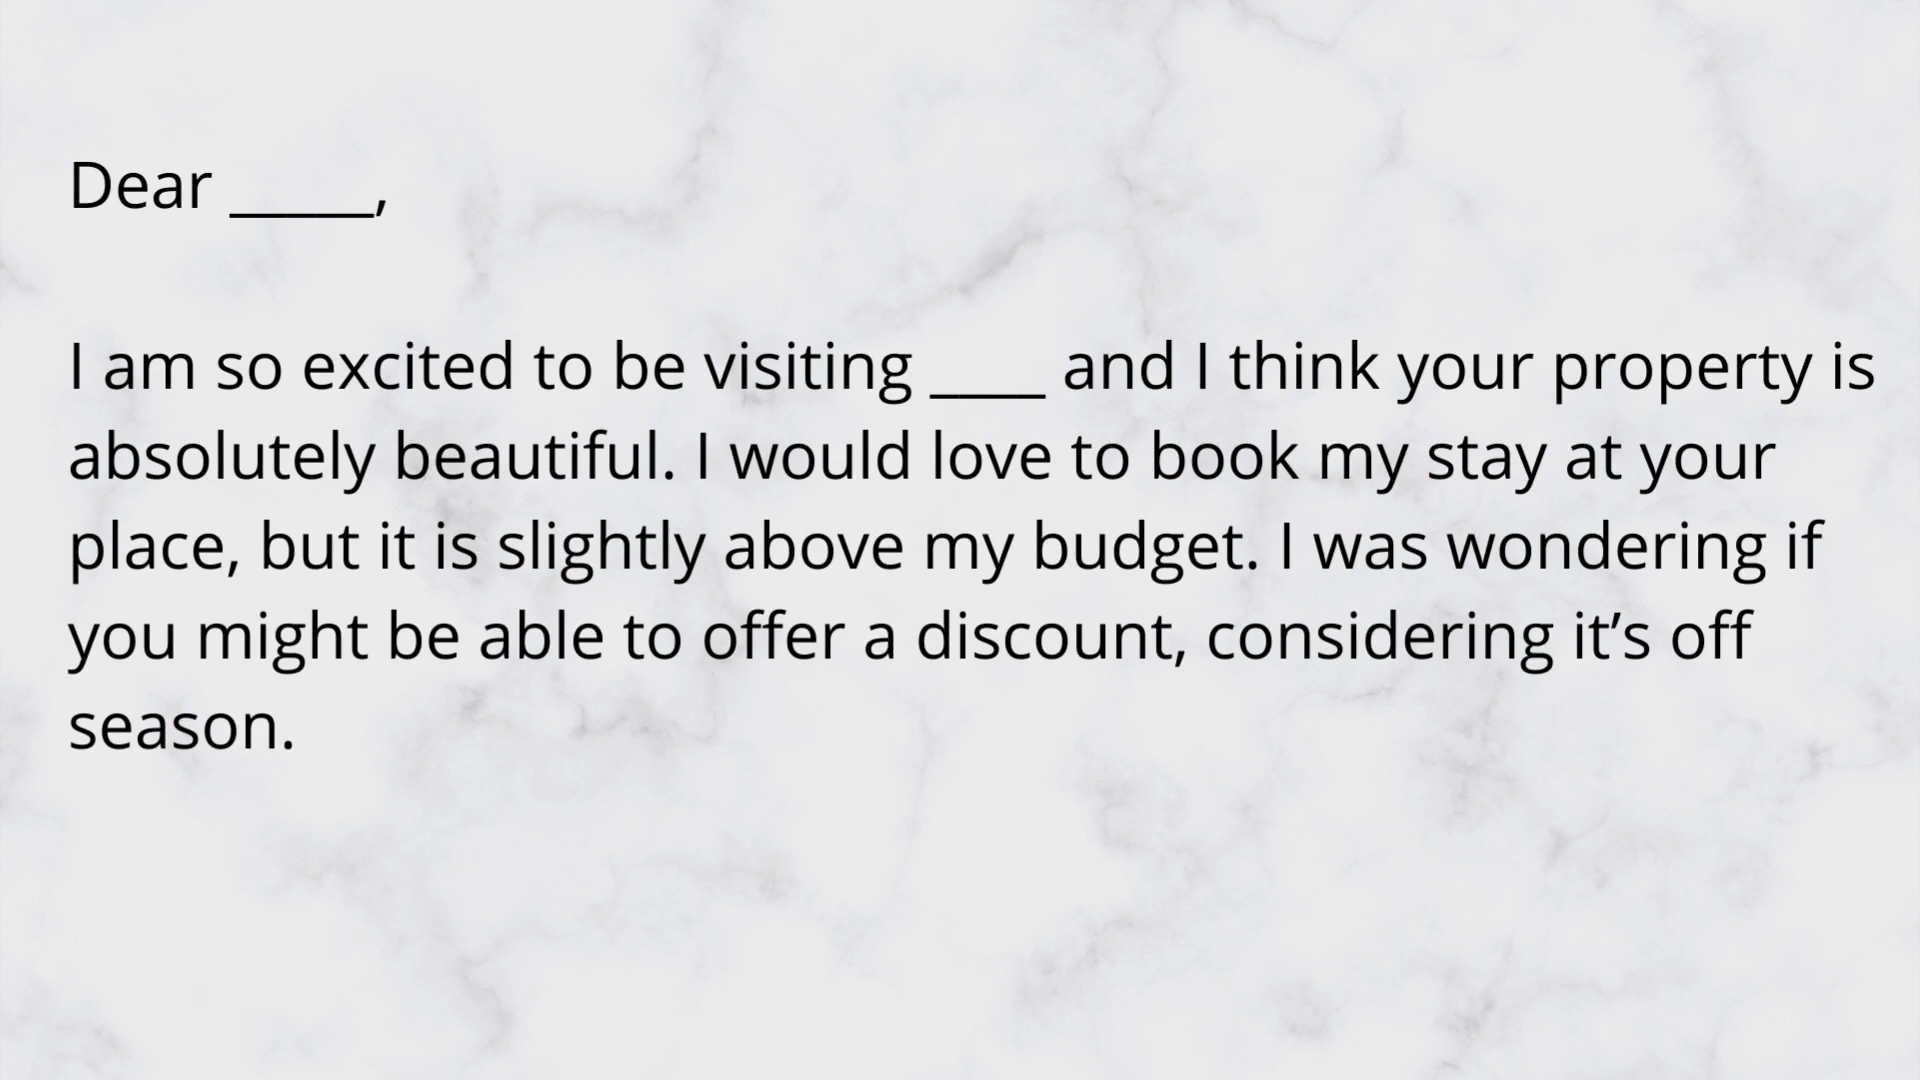 Dear _____,
I am so excited to be visiting ____ and I think your property is
absolutely beautiful. I would love to book my stay at your
place, but it is slightly above my budget. I was wondering if
you might be able to offer a discount, considering it’s off
season.